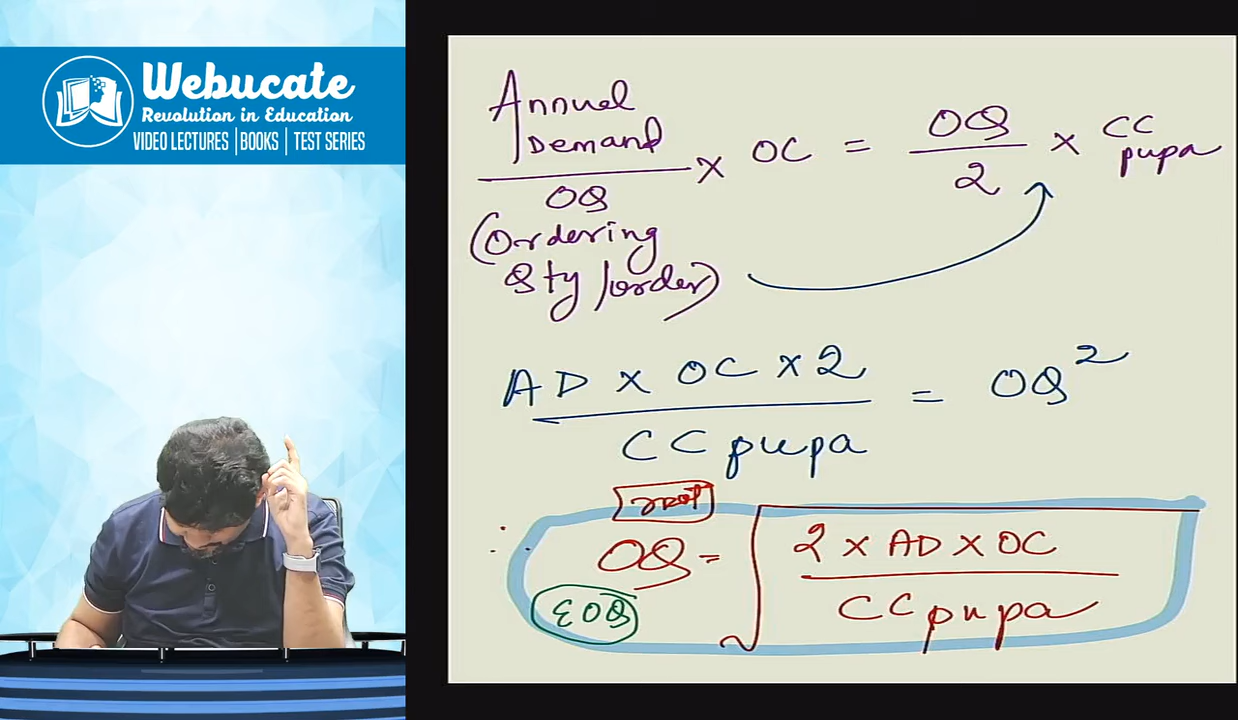 Webucate
Revolution in Education
VIDEO LECTURES | BOOKS | TEST SERIES
Annual Demand / OQ × OC = OQ / 2 × CC pupa
(Ordering
Qty/order)
AD × OC × 2 / CC pupa = OQ²
∴ OQ = √ 2 × AD × OC / CC pupa
EOQ